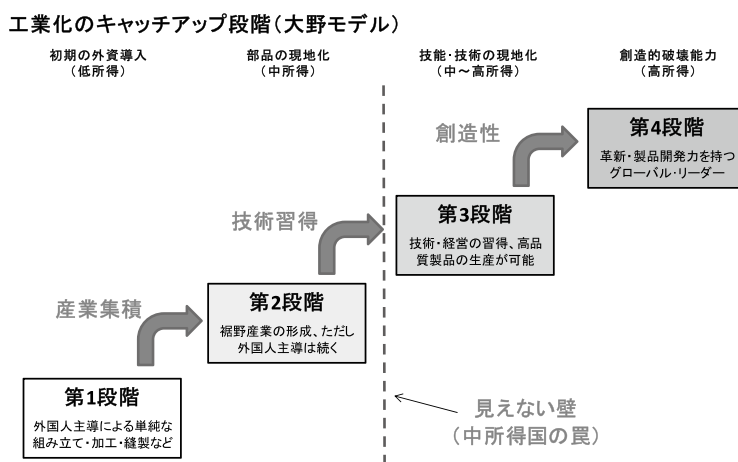 工業化のキャッチアップ段階(大野モデル)
初期の外資導入
(低所得)
部品の現地化
(中所得)
技能・技術の現地化
(中～高所得)
創造的破壊能力
(高所得)
創造性
第4段階
革新・製品開発力を持つ
グローバル・リーダー
技術習得
第3段階
技術・経営の習得、高品
質製品の生産が可能
産業集積
第2段階
裾野産業の形成、ただし
外国人主導は続く
第1段階
外国人主導による単純な
組み立て・加工・縫製など
見えない壁
(中所得国の罠)